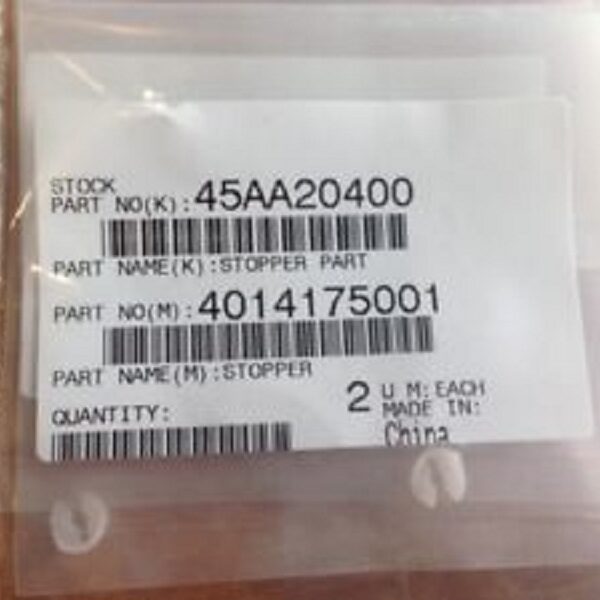 STOCK
PART NO(K): 45AA20400
PART NAME(K):STOPPER PART
PART NO(M): 4014175001
PART NAME(M):STOPPER
QUANTITY: 2 U M: EACH
MADE IN:
China